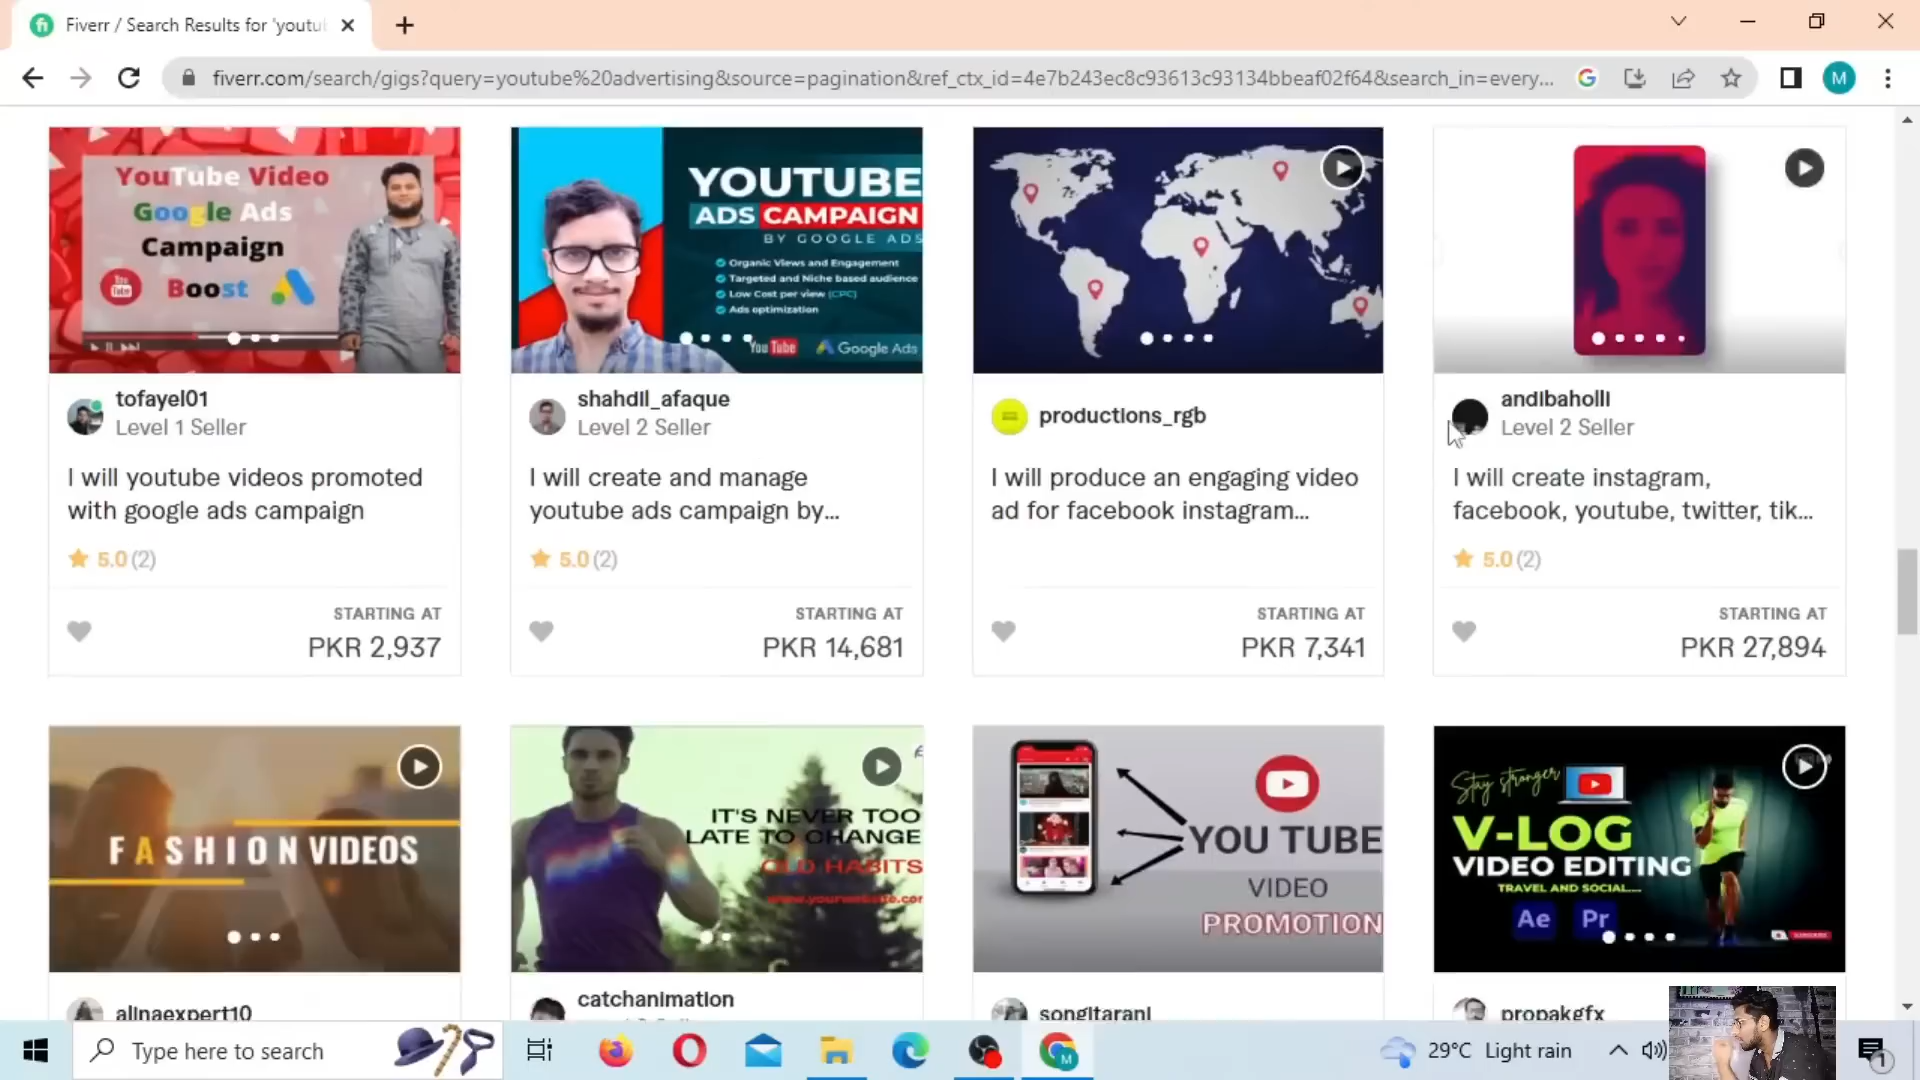 Fiverr / Search Results for 'youtu
fiverr.com/search/gigs?query=youtube%20advertising&source=pagination&ref_ctx_id=4e7b243ec8c93613c93134bbeaf02f64&search_in=every...
M
YouTube Video
Google Ads
Campaign
Boost
YOUTUBE
ADS CAMPAIGN
BY GOOGLE ADS
Organic Views and Engagement
Targeted and Niche based audience
Low Cost per view (CPC)
Ads optimization
YouTube
Google Ads
tofayel01
Level 1 Seller
shahdil_afaque
Level 2 Seller
productions_rgb
andibaholli
Level 2 Seller
I will youtube videos promoted
with google ads campaign
I will create and manage
youtube ads campaign by...
I will produce an engaging video
ad for facebook instagram...
I will create instagram,
facebook, youtube, twitter, tik...
5.0 (2)
5.0 (2)
5.0 (2)
STARTING AT
PKR 2,937
STARTING AT
PKR 14,681
STARTING AT
PKR 7,341
STARTING AT
PKR 27,894
FASHION VIDEOS
IT'S NEVER TOO
LATE TO CHANGE
OLD HABITS
www.yourwebsite.com
YOU TUBE
VIDEO
PROMOTION
Stay stronger
V-LOG
VIDEO EDITING
TRAVEL AND SOCIAL....
Ae Pr
alinaexpert10
catchanimation
songitarani
propakgfx
Type here to search
29°C Light rain
1